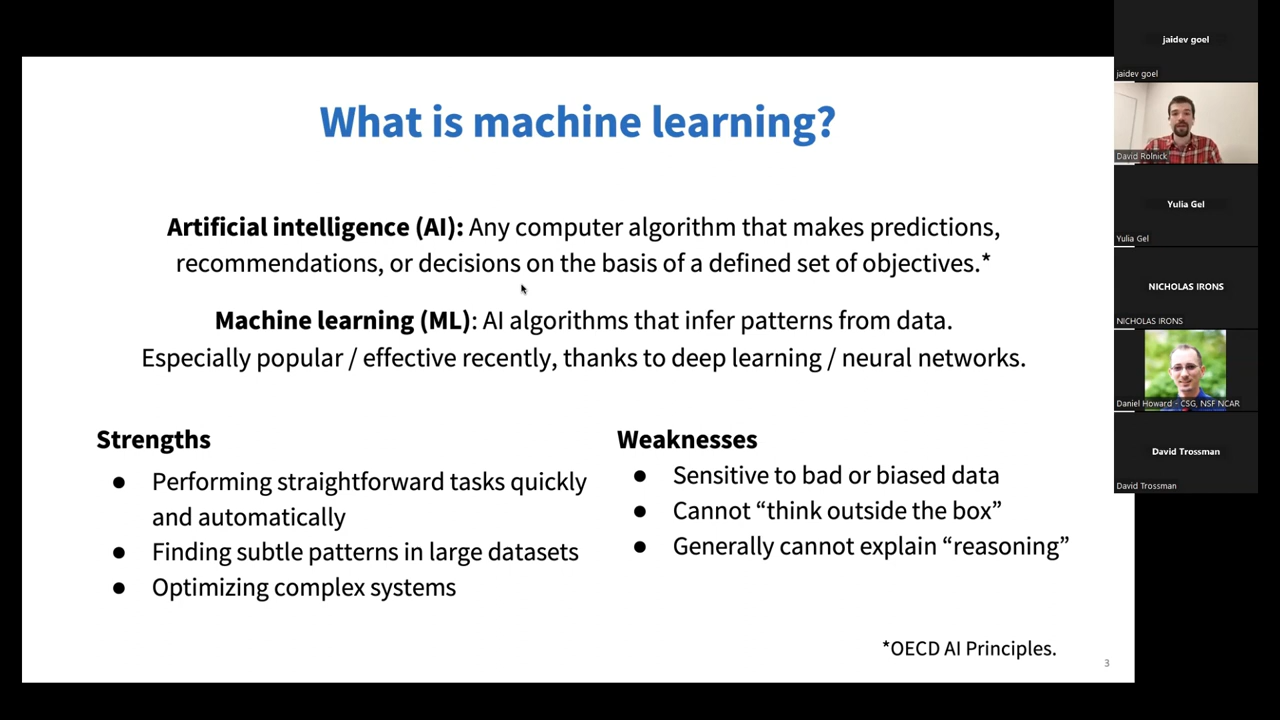 What is machine learning?
Artificial intelligence (AI): Any computer algorithm that makes predictions,
recommendations, or decisions on the basis of a defined set of objectives.*
Machine learning (ML): AI algorithms that infer patterns from data.
Especially popular / effective recently, thanks to deep learning / neural networks.
Strengths
● Performing straightforward tasks quickly
and automatically
● Finding subtle patterns in large datasets
● Optimizing complex systems
Weaknesses
● Sensitive to bad or biased data
● Cannot “think outside the box”
● Generally cannot explain “reasoning”
*OECD AI Principles.
3
jaidev goel
jaidev goel
David Rolnick
Yulia Gel
Yulia Gel
NICHOLAS IRONS
NICHOLAS IRONS
Daniel Howard - CSG, NSF NCAR
David Trossman
David Trossman